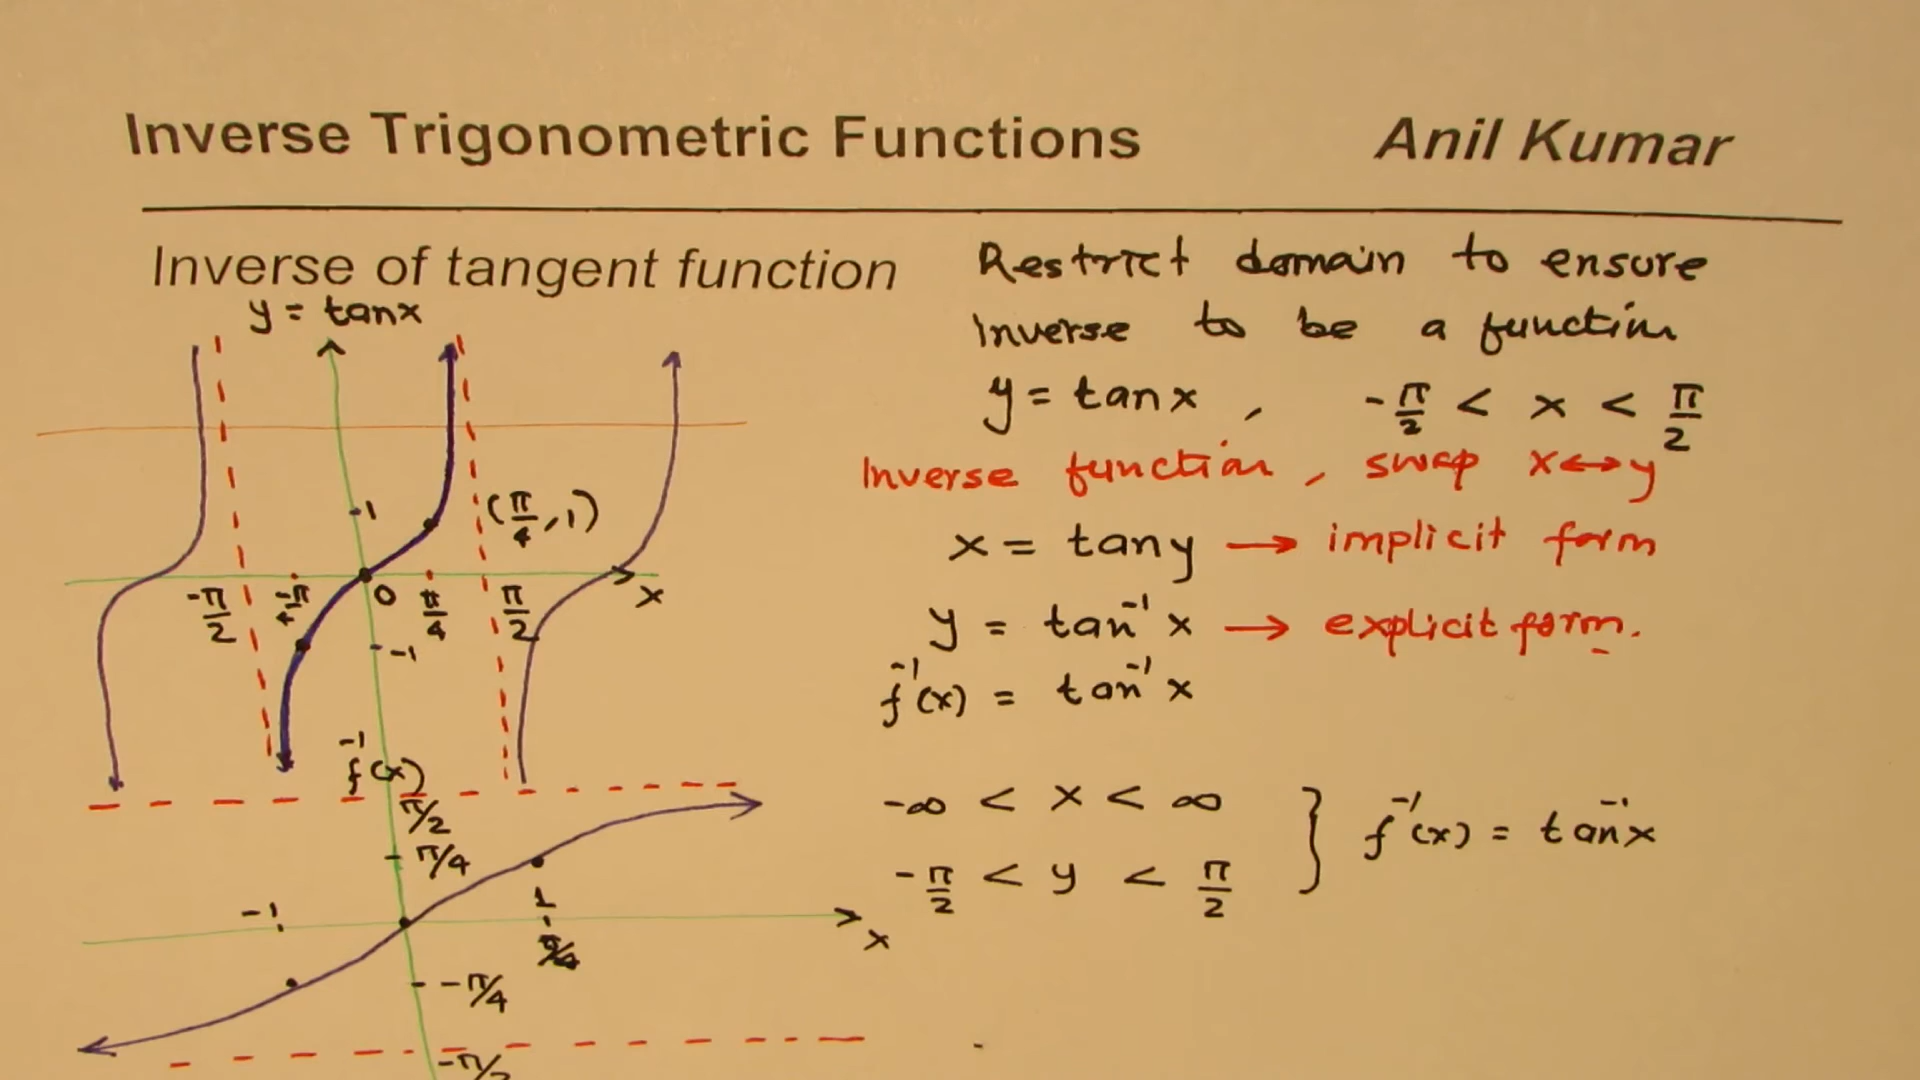 Inverse Trigonometric Functions Anil Kumar
Inverse of tangent function
y = tanx
1
(π/4, 1)
-π/2 -π/4 0 π/4 π/2 x
-1
f⁻¹(x)
π/2
π/4
-1 1
x
-π/4
-π/2
Restrict domain to ensure
Inverse to be a function
y = tanx, -π/2 < x < π/2
Inverse function, swap x↔y
x = tany → implicit form
y = tan⁻¹x → explicit form.
f⁻¹(x) = tan⁻¹x
-∞ < x < ∞
-π/2 < y < π/2 } f⁻¹(x) = tan⁻¹x